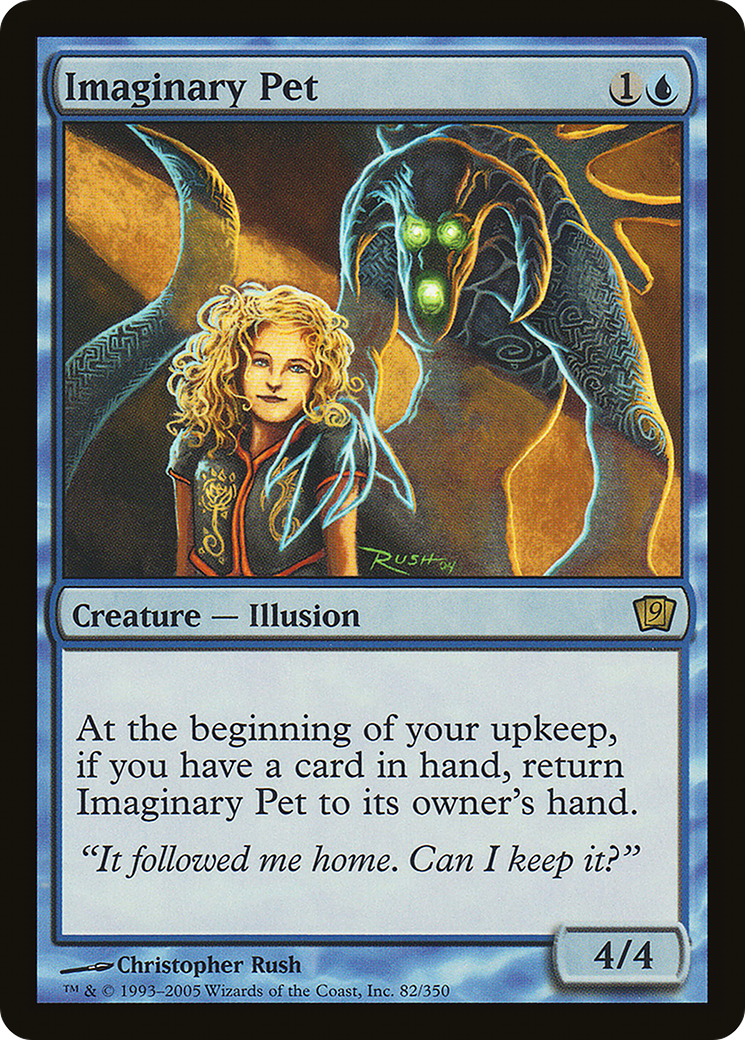 Imaginary Pet 1
RUSH 04
Creature — Illusion 9
At the beginning of your upkeep,
if you have a card in hand, return
Imaginary Pet to its owner's hand.
“It followed me home. Can I keep it?”
4/4
Christopher Rush
™ & © 1993–2005 Wizards of the Coast, Inc. 82/350